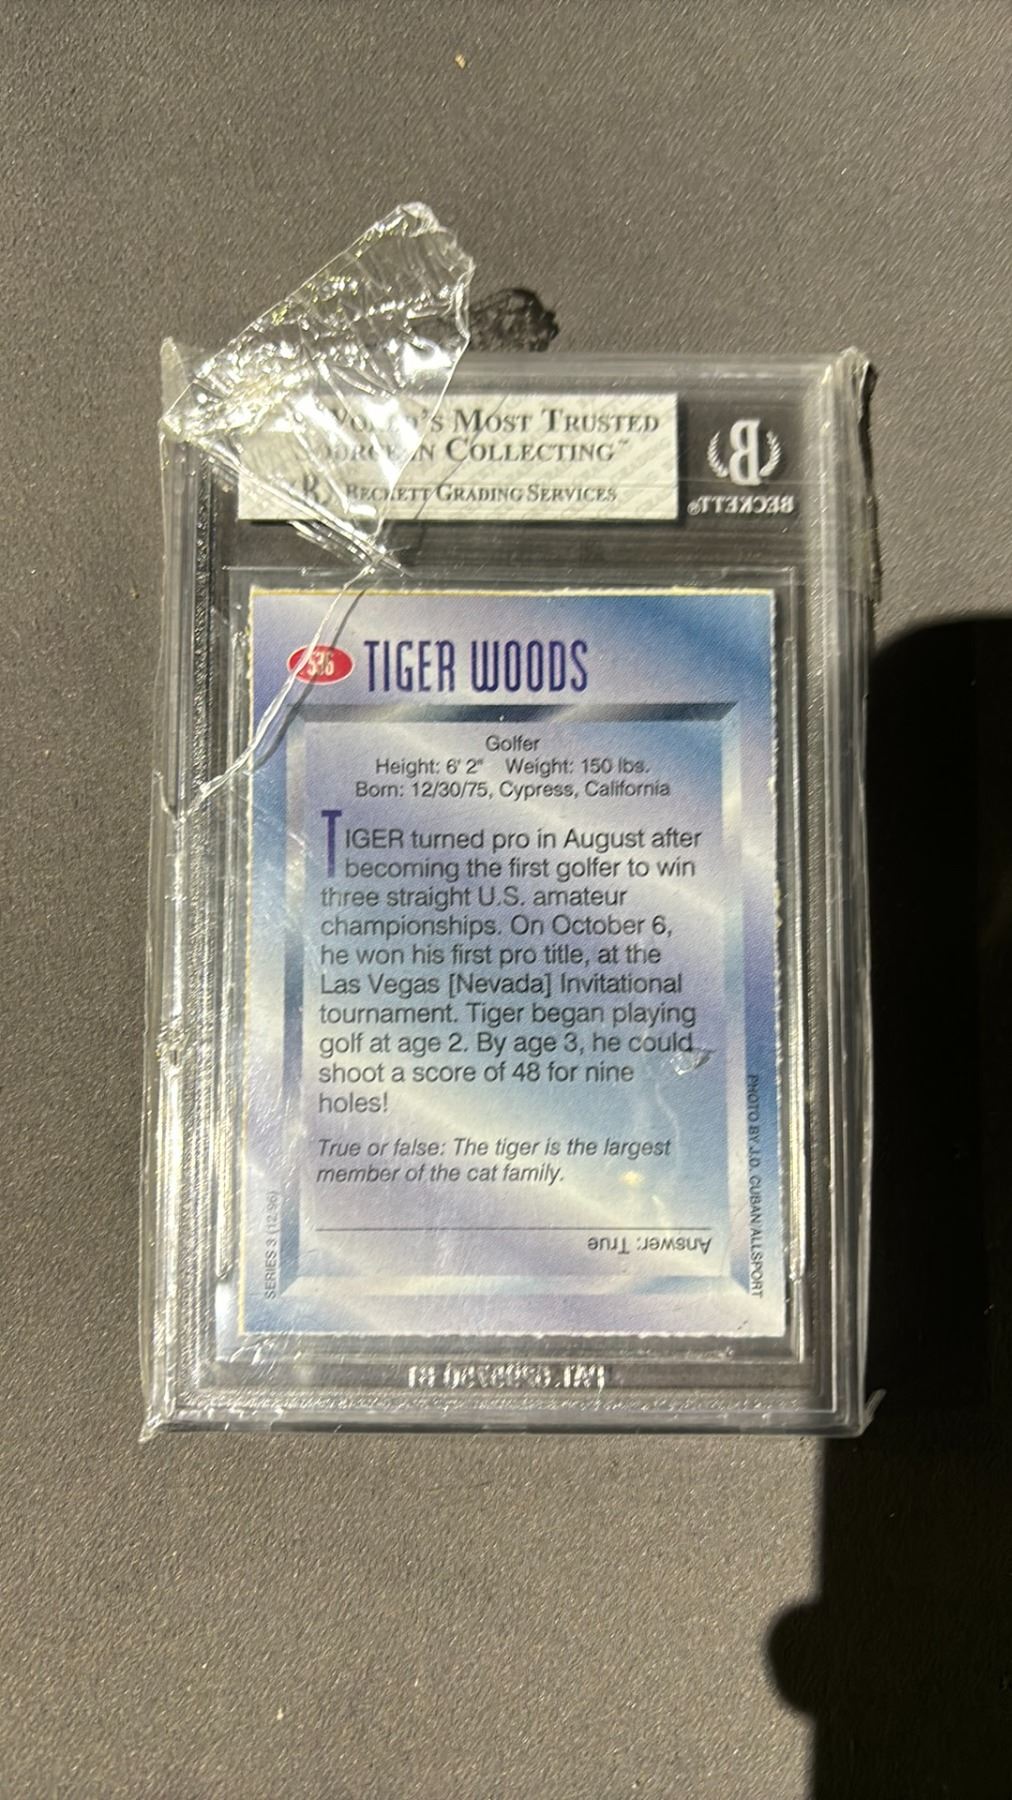 WORLD'S MOST TRUSTED
SOURCE IN COLLECTING™
BECKETT GRADING SERVICES
B
BECKETT®
536
TIGER WOODS
Golfer
Height: 6' 2" Weight: 150 lbs.
Born: 12/30/75, Cypress, California
TIGER turned pro in August after
becoming the first golfer to win
three straight U.S. amateur
championships. On October 6,
he won his first pro title, at the
Las Vegas [Nevada] Invitational
tournament. Tiger began playing
golf at age 2. By age 3, he could
shoot a score of 48 for nine
holes!
True or false: The tiger is the largest
member of the cat family.
Answer: True
SERIES 3 (12.96)
PHOTO BY J.D. CUBAN/ALLSPORT